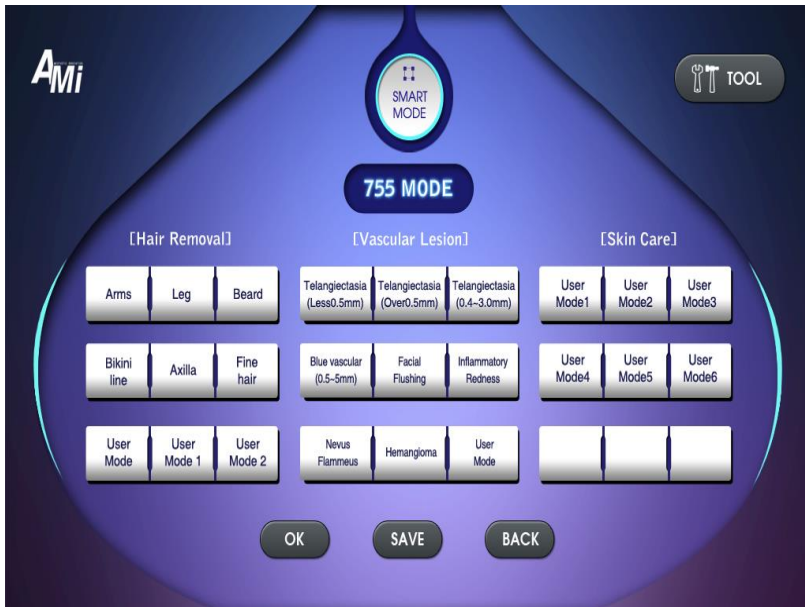 AMi
SMART
MODE
TOOL
755 MODE
[Hair Removal]
[Vascular Lesion]
[Skin Care]
Arms
Leg
Beard
Telangiectasia
(Less0.5mm)
Telangiectasia
(Over0.5mm)
Telangiectasia
(0.4~3.0mm)
User
Mode1
User
Mode2
User
Mode3
Bikini
line
Axilla
Fine
hair
Blue vascular
(0.5~5mm)
Facial
Flushing
Inflammatory
Redness
User
Mode4
User
Mode5
User
Mode6
User
Mode
User
Mode 1
User
Mode 2
Nevus
Flammeus
Hemangioma
User
Mode
OK
SAVE
BACK